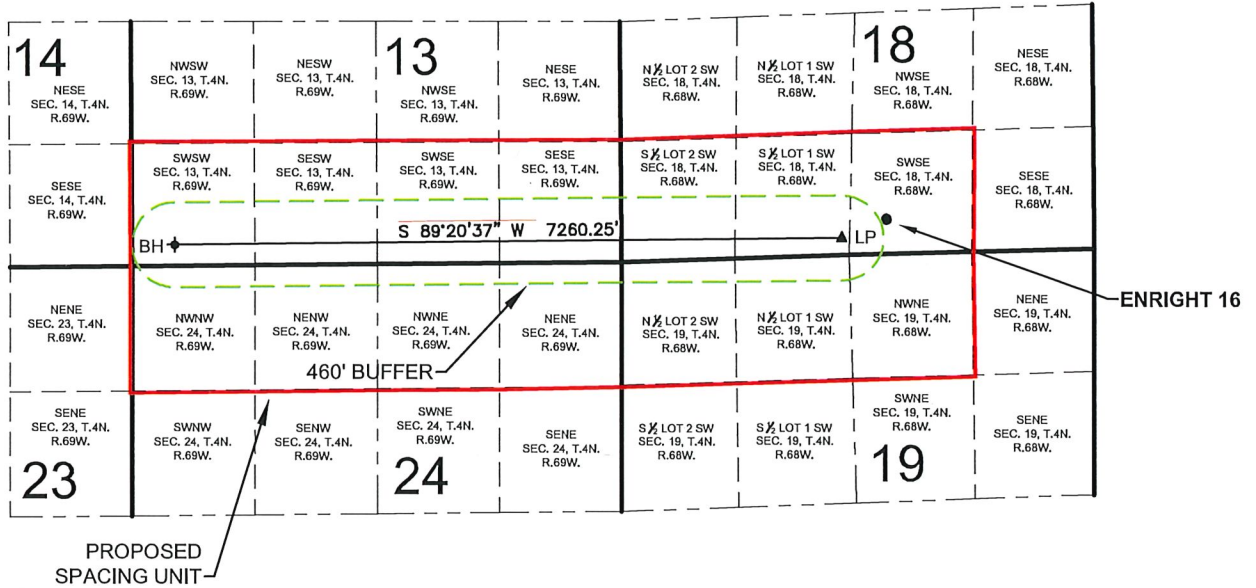 14
NESE
SEC. 14, T.4N.
R.69W.
NWSW
SEC. 13, T.4N.
R.69W.
NESW
SEC. 13, T.4N.
R.69W.
13
NWSE
SEC. 13, T.4N.
R.69W.
NESE
SEC. 13, T.4N.
R.69W.
N ½ LOT 2 SW
SEC. 18, T.4N.
R.68W.
N ½ LOT 1 SW
SEC. 18, T.4N.
R.68W.
18
NWSE
SEC. 18, T.4N.
R.68W.
NESE
SEC. 18, T.4N.
R.68W.
SESE
SEC. 14, T.4N.
R.69W.
SWSW
SEC. 13, T.4N.
R.69W.
SESW
SEC. 13, T.4N.
R.69W.
SWSE
SEC. 13, T.4N.
R.69W.
SESE
SEC. 13, T.4N.
R.69W.
S ½ LOT 2 SW
SEC. 18, T.4N.
R.68W.
S ½ LOT 1 SW
SEC. 18, T.4N.
R.68W.
SWSE
SEC. 18, T.4N.
R.68W.
SESE
SEC. 18, T.4N.
R.68W.
BH
S 89°20'37" W 7260.25'
LP
ENRIGHT 16
NENE
SEC. 23, T.4N.
R.69W.
NWNW
SEC. 24, T.4N.
R.69W.
NENW
SEC. 24, T.4N.
R.69W.
NWNE
SEC. 24, T.4N.
R.69W.
NENE
SEC. 24, T.4N.
R.69W.
N ½ LOT 2 SW
SEC. 19, T.4N.
R.68W.
N ½ LOT 1 SW
SEC. 19, T.4N.
R.68W.
NWNE
SEC. 19, T.4N.
R.68W.
NENE
SEC. 19, T.4N.
R.68W.
460' BUFFER
SENE
SEC. 23, T.4N.
R.69W.
23
SWNW
SEC. 24, T.4N.
R.69W.
SENW
SEC. 24, T.4N.
R.69W.
SWNE
SEC. 24, T.4N.
R.69W.
24
SENE
SEC. 24, T.4N.
R.69W.
S ½ LOT 2 SW
SEC. 19, T.4N.
R.68W.
S ½ LOT 1 SW
SEC. 19, T.4N.
R.68W.
SWNE
SEC. 19, T.4N.
R.68W.
19
SENE
SEC. 19, T.4N.
R.68W.
PROPOSED
SPACING UNIT